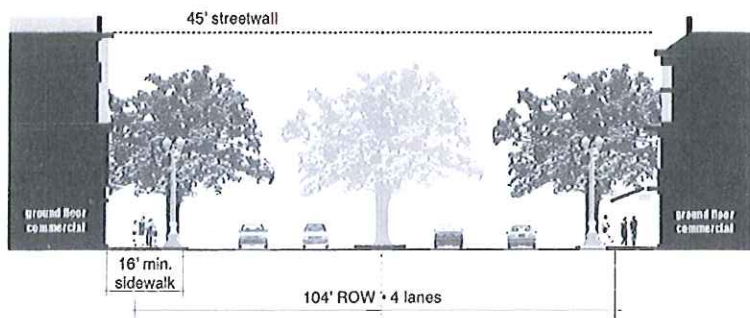 45' streetwall
ground floor
commercial
ground floor
commercial
16' min.
sidewalk
104' ROW • 4 lanes